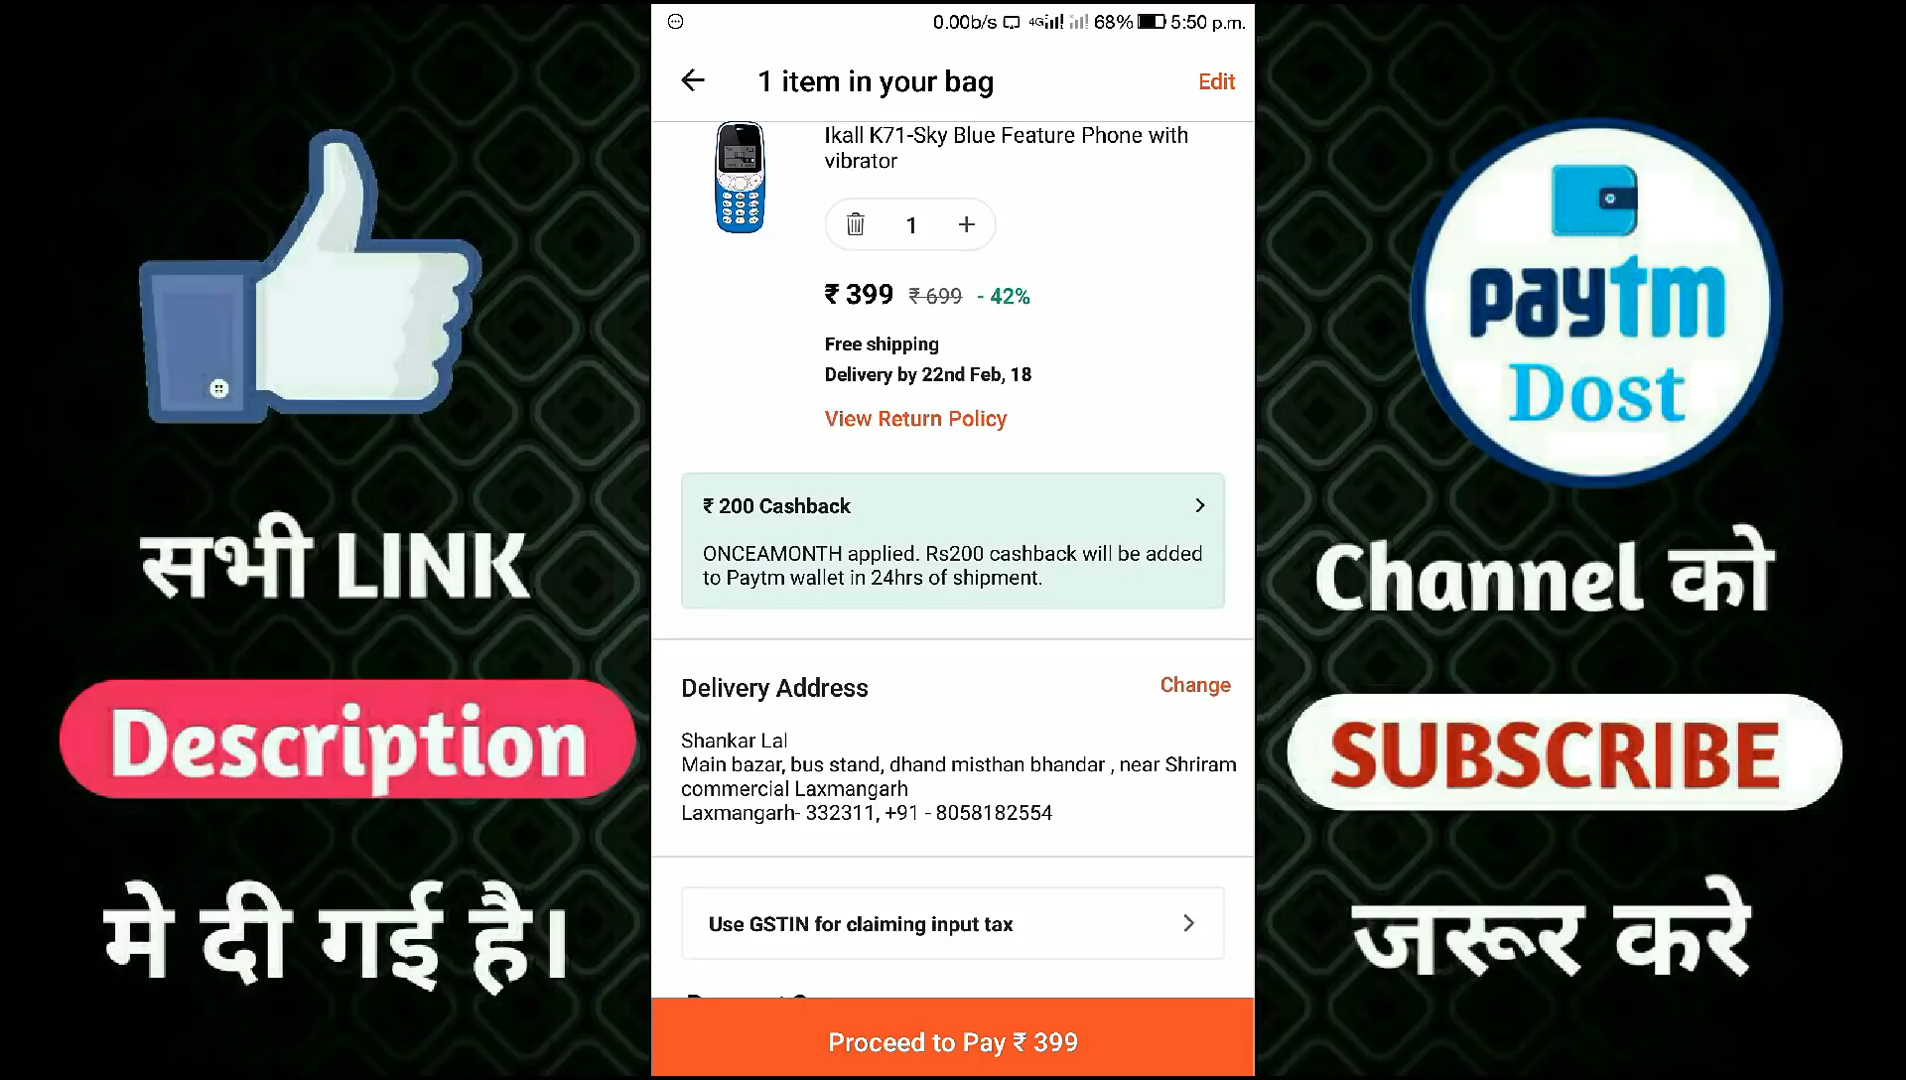 0.00b/s 4G 68% 5:50 p.m.
1 item in your bag
Edit
Ikall K71-Sky Blue Feature Phone with
vibrator
1 +
₹ 399 ₹ 699 - 42%
Free shipping
Delivery by 22nd Feb, 18
View Return Policy
₹ 200 Cashback
ONCEAMONTH applied. Rs200 cashback will be added
to Paytm wallet in 24hrs of shipment.
Delivery Address
Change
Shankar Lal
Main bazar, bus stand, dhand misthan bhandar , near Shriram
commercial Laxmangarh
Laxmangarh- 332311, +91 - 8058182554
Use GSTIN for claiming input tax
Proceed to Pay ₹ 399
सभी LINK
Description
मे दी गई है।
paytm
Dost
Channel को
SUBSCRIBE
जरूर करे